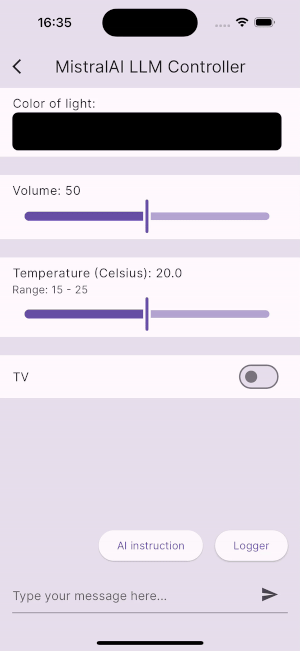 16:35
MistralAI LLM Controller
Color of light:
Volume: 50
Temperature (Celsius): 20.0
Range: 15 - 25
TV
AI instruction
Logger
Type your message here...